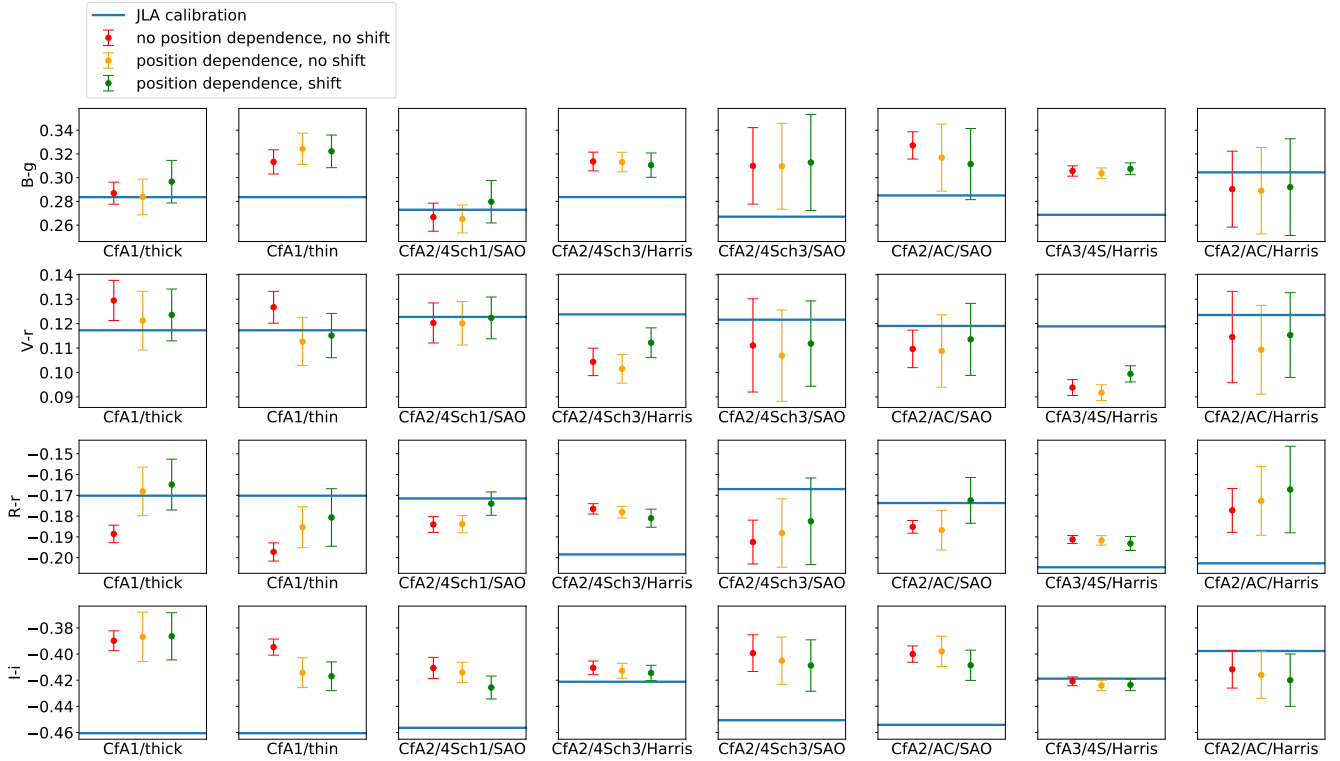 JLA calibration
no position dependence, no shift
position dependence, no shift
position dependence, shift
B-g
0.34
0.32
0.30
0.28
0.26
CfA1/thick CfA1/thin CfA2/4Sch1/SAO CfA2/4Sch3/Harris CfA2/4Sch3/SAO CfA2/AC/SAO CfA3/4S/Harris CfA2/AC/Harris
V-r
0.14
0.13
0.12
0.11
0.10
0.09
CfA1/thick CfA1/thin CfA2/4Sch1/SAO CfA2/4Sch3/Harris CfA2/4Sch3/SAO CfA2/AC/SAO CfA3/4S/Harris CfA2/AC/Harris
R-r
−0.15
−0.16
−0.17
−0.18
−0.19
−0.20
CfA1/thick CfA1/thin CfA2/4Sch1/SAO CfA2/4Sch3/Harris CfA2/4Sch3/SAO CfA2/AC/SAO CfA3/4S/Harris CfA2/AC/Harris
I-i
−0.38
−0.40
−0.42
−0.44
−0.46
CfA1/thick CfA1/thin CfA2/4Sch1/SAO CfA2/4Sch3/Harris CfA2/4Sch3/SAO CfA2/AC/SAO CfA3/4S/Harris CfA2/AC/Harris